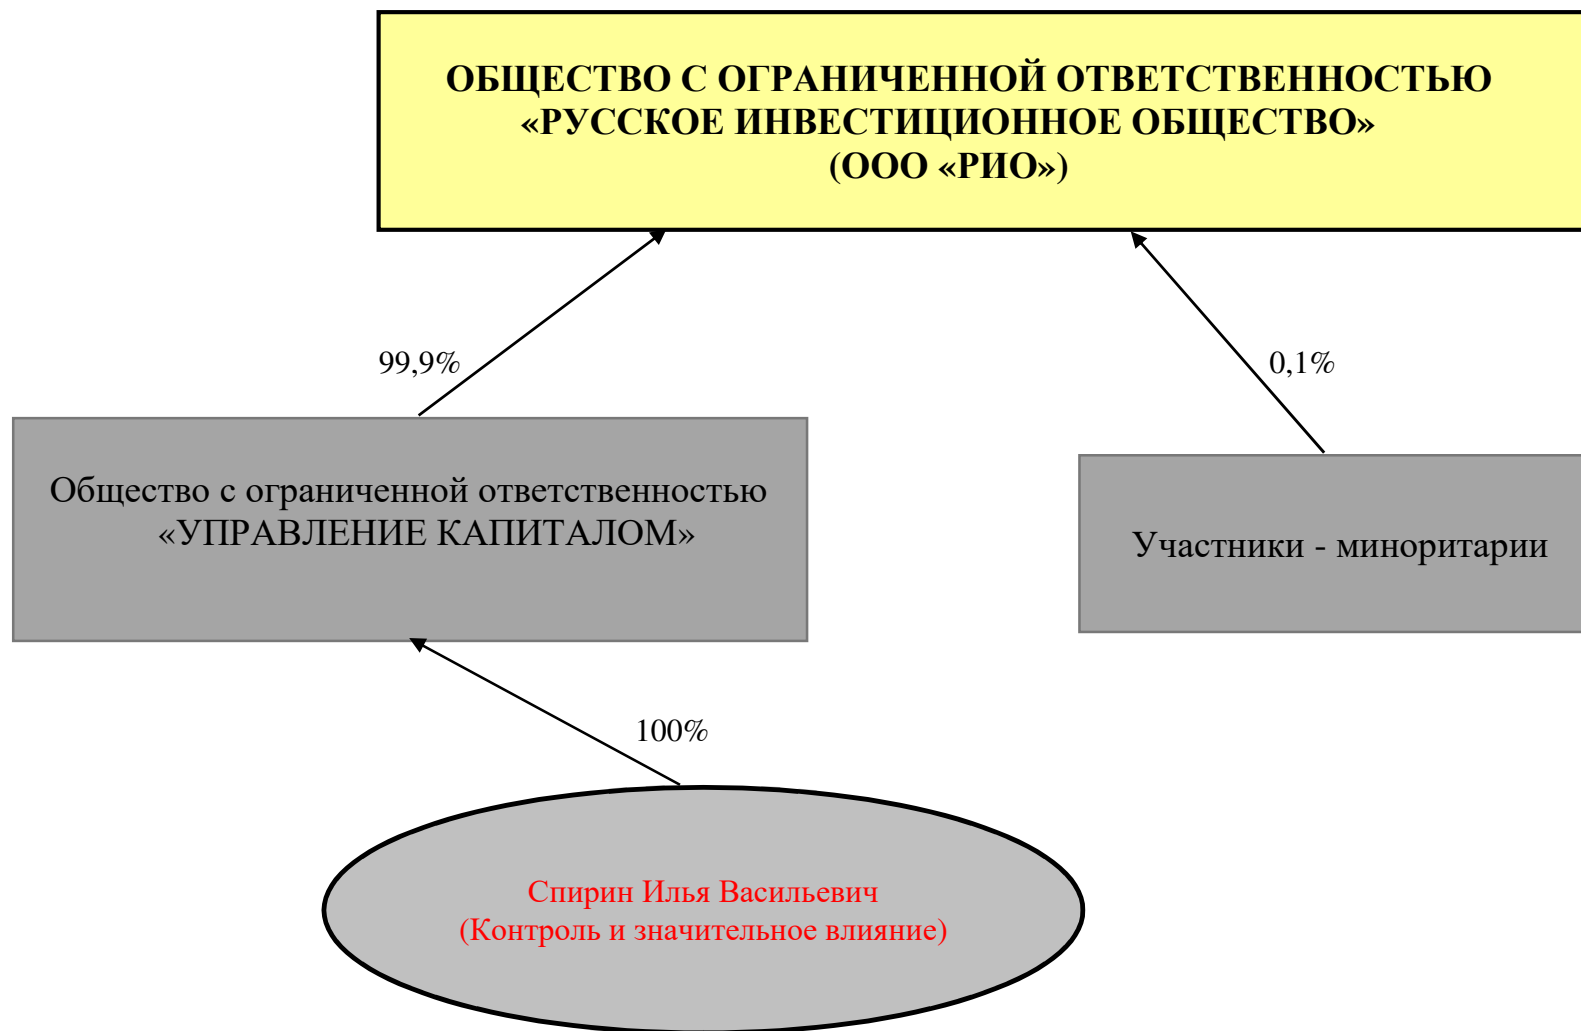 ОБЩЕСТВО С ОГРАНИЧЕННОЙ ОТВЕТСТВЕННОСТЬЮ
«РУССКОЕ ИНВЕСТИЦИОННОЕ ОБЩЕСТВО»
(ООО «РИО»)
99,9%
0,1%
Общество с ограниченной ответственностью
«УПРАВЛЕНИЕ КАПИТАЛОМ»
Участники - миноритарии
100%
Спирин Илья Васильевич
(Контроль и значительное влияние)